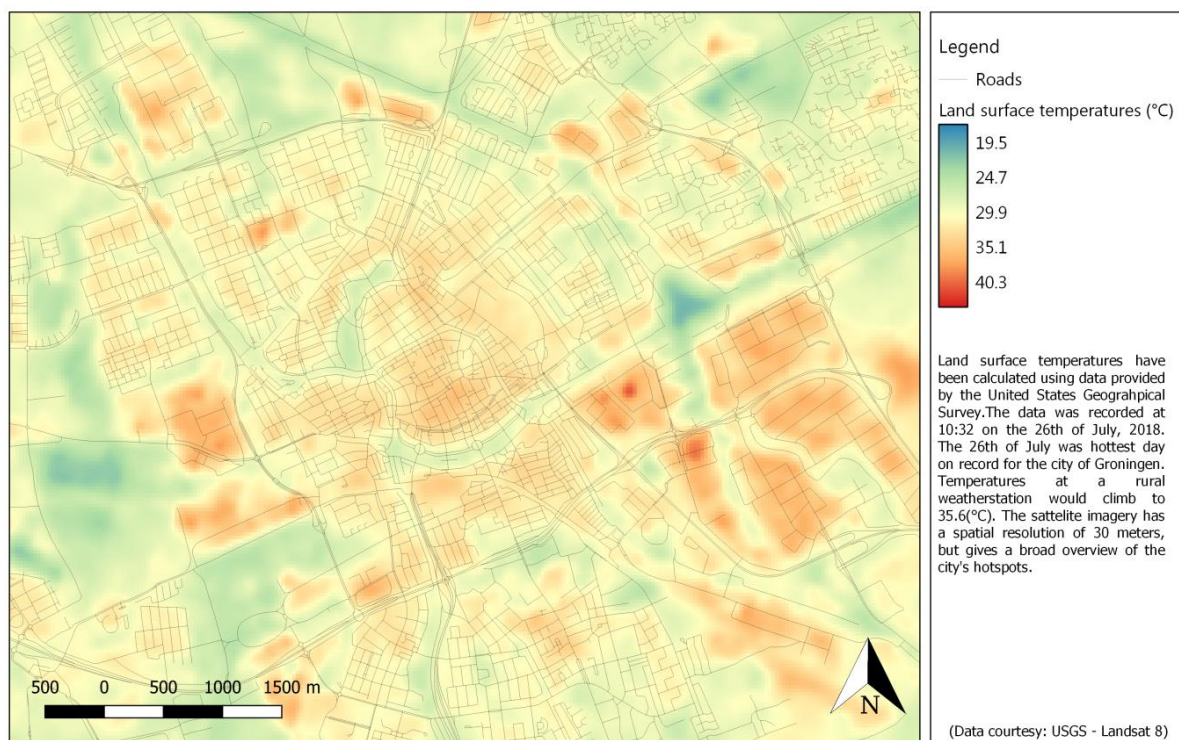 500 0 500 1000 1500 m
N
Legend
Roads
Land surface temperatures (°C)
19.5
24.7
29.9
35.1
40.3
Land surface temperatures have
been calculated using data provided
by the United States Geograhpical
Survey.The data was recorded at
10:32 on the 26th of July, 2018.
The 26th of July was hottest day
on record for the city of Groningen.
Temperatures at a rural
weatherstation would climb to
35.6(°C). The sattelite imagery has
a spatial resolution of 30 meters,
but gives a broad overview of the
city's hotspots.
(Data courtesy: USGS - Landsat 8)